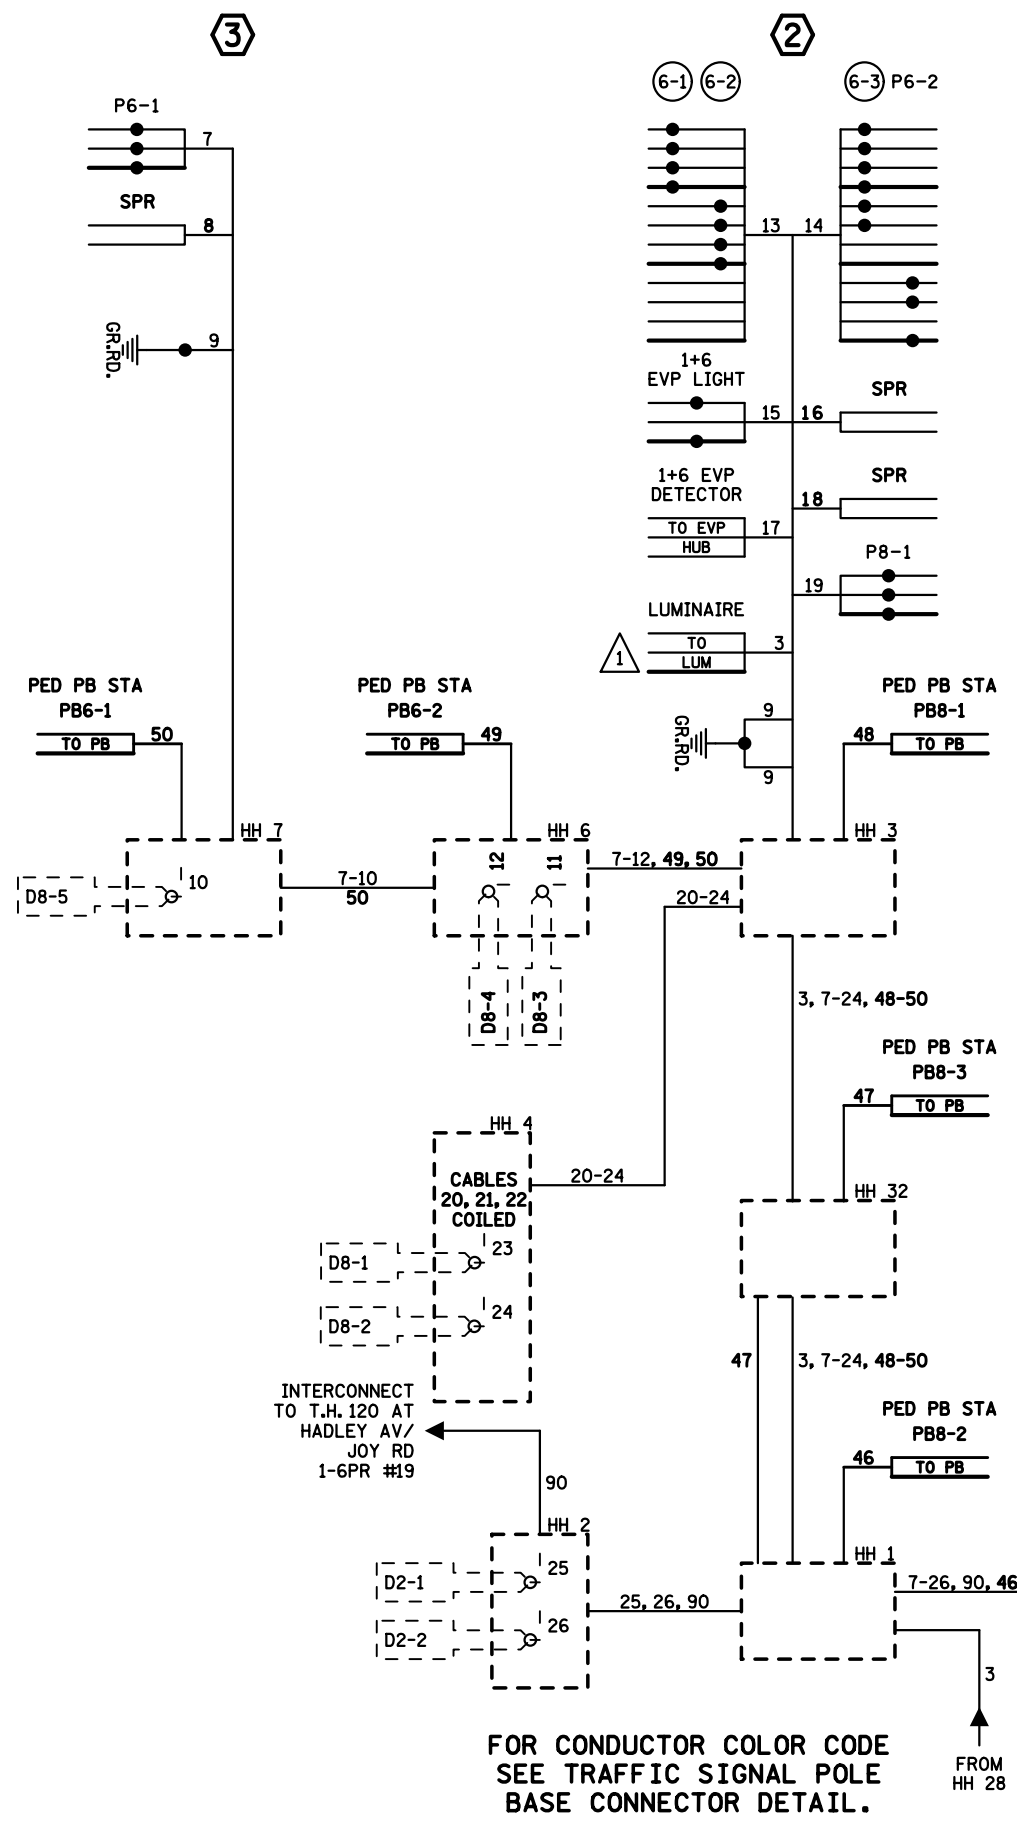 3
2
6-1
6-2
6-3
P6-2
P6-1
7
SPR
8
13
14
GR.RD.
9
1+6
EVP LIGHT
15
16
SPR
1+6 EVP
DETECTOR
TO EVP
HUB
17
18
SPR
P8-1
19
LUMINAIRE
1
TO
LUM
3
PED PB STA
PB6-1
TO PB
50
PED PB STA
PB6-2
TO PB
49
GR.RD.
9
9
PED PB STA
PB8-1
48
TO PB
HH 7
D8-5
10
7-10
50
HH 6
12
11
D8-4
D8-3
7-12, 49, 50
20-24
HH 3
3, 7-24, 48-50
PED PB STA
PB8-3
47
TO PB
HH 4
CABLES
20, 21, 22
COILED
20-24
D8-1
23
D8-2
24
HH 32
47
3, 7-24, 48-50
INTERCONNECT
TO T.H. 120 AT
HADLEY AV/
JOY RD
1-6PR #19
90
PED PB STA
PB8-2
46
TO PB
HH 2
D2-1
25
D2-2
26
25, 26, 90
HH 1
7-26, 90, 46
3
FROM
HH 28
FOR CONDUCTOR COLOR CODE
SEE TRAFFIC SIGNAL POLE
BASE CONNECTOR DETAIL.